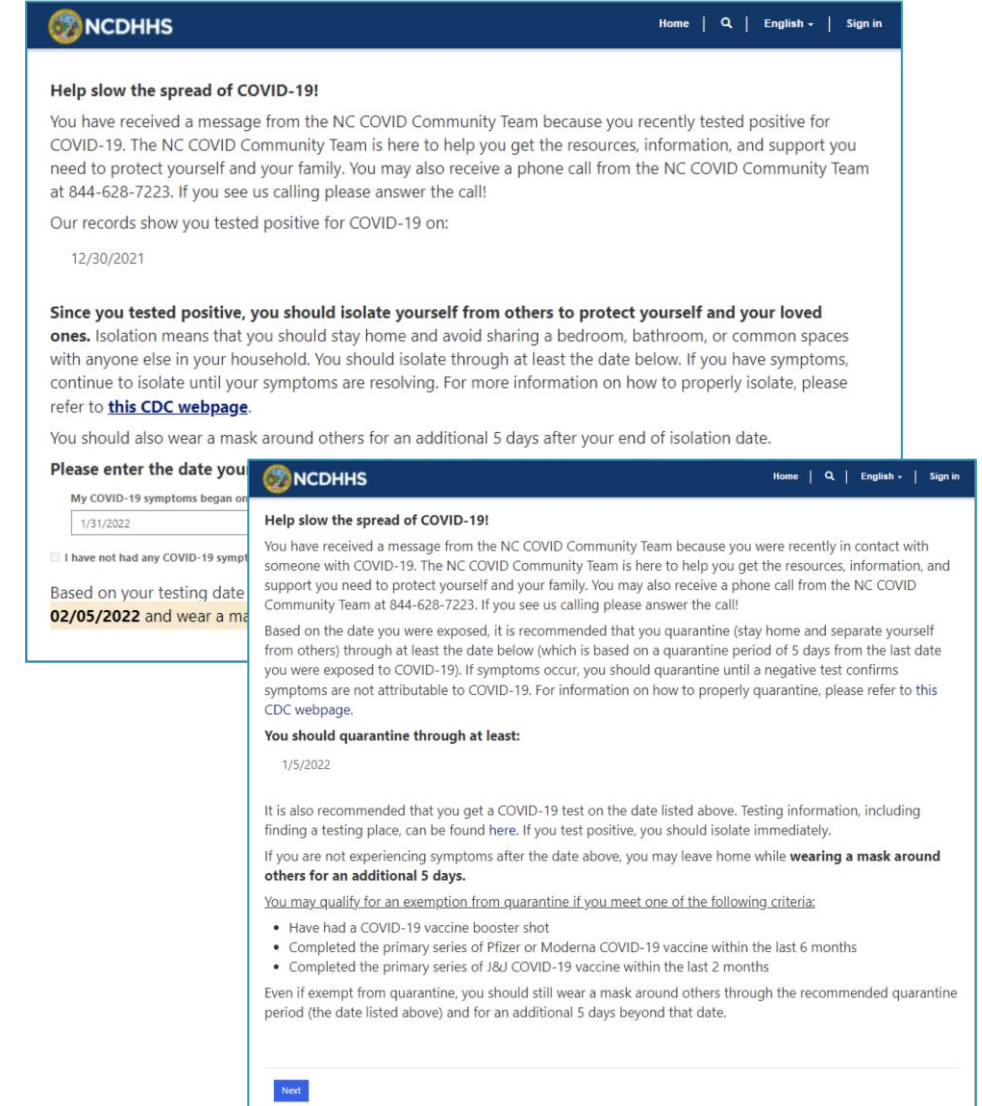 NCDHHS
Home | English | Sign in
Help slow the spread of COVID-19!
You have received a message from the NC COVID Community Team because you recently tested positive for
COVID-19. The NC COVID Community Team is here to help you get the resources, information, and support you
need to protect yourself and your family. You may also receive a phone call from the NC COVID Community Team
at 844-628-7223. If you see us calling please answer the call!
Our records show you tested positive for COVID-19 on:
12/30/2021
Since you tested positive, you should isolate yourself from others to protect yourself and your loved
ones. Isolation means that you should stay home and avoid sharing a bedroom, bathroom, or common spaces
with anyone else in your household. You should isolate through at least the date below. If you have symptoms,
continue to isolate until your symptoms are resolving. For more information on how to properly isolate, please
refer to this CDC webpage.
You should also wear a mask around others for an additional 5 days after your end of isolation date.
Please enter the date your
My COVID-19 symptoms began on
1/31/2022
I have not had any COVID-19 sympt
Based on your testing date
02/05/2022 and wear a ma
NCDHHS
Home | English | Sign in
Help slow the spread of COVID-19!
You have received a message from the NC COVID Community Team because you were recently in contact with
someone with COVID-19. The NC COVID Community Team is here to help you get the resources, information, and
support you need to protect yourself and your family. You may also receive a phone call from the NC COVID
Community Team at 844-628-7223. If you see us calling please answer the call!
Based on the date you were exposed, it is recommended that you quarantine (stay home and separate yourself
from others) through at least the date below (which is based on a quarantine period of 5 days from the last date
you were exposed to COVID-19). If symptoms occur, you should quarantine until a negative test confirms
symptoms are not attributable to COVID-19. For information on how to properly quarantine, please refer to this
CDC webpage.
You should quarantine through at least:
1/5/2022
It is also recommended that you get a COVID-19 test on the date listed above. Testing information, including
finding a testing place, can be found here. If you test positive, you should isolate immediately.
If you are not experiencing symptoms after the date above, you may leave home while wearing a mask around
others for an additional 5 days.
You may qualify for an exemption from quarantine if you meet one of the following criteria:
• Have had a COVID-19 vaccine booster shot
• Completed the primary series of Pfizer or Moderna COVID-19 vaccine within the last 6 months
• Completed the primary series of J&J COVID-19 vaccine within the last 2 months
Even if exempt from quarantine, you should still wear a mask around others through the recommended quarantine
period (the date listed above) and for an additional 5 days beyond that date.
Next